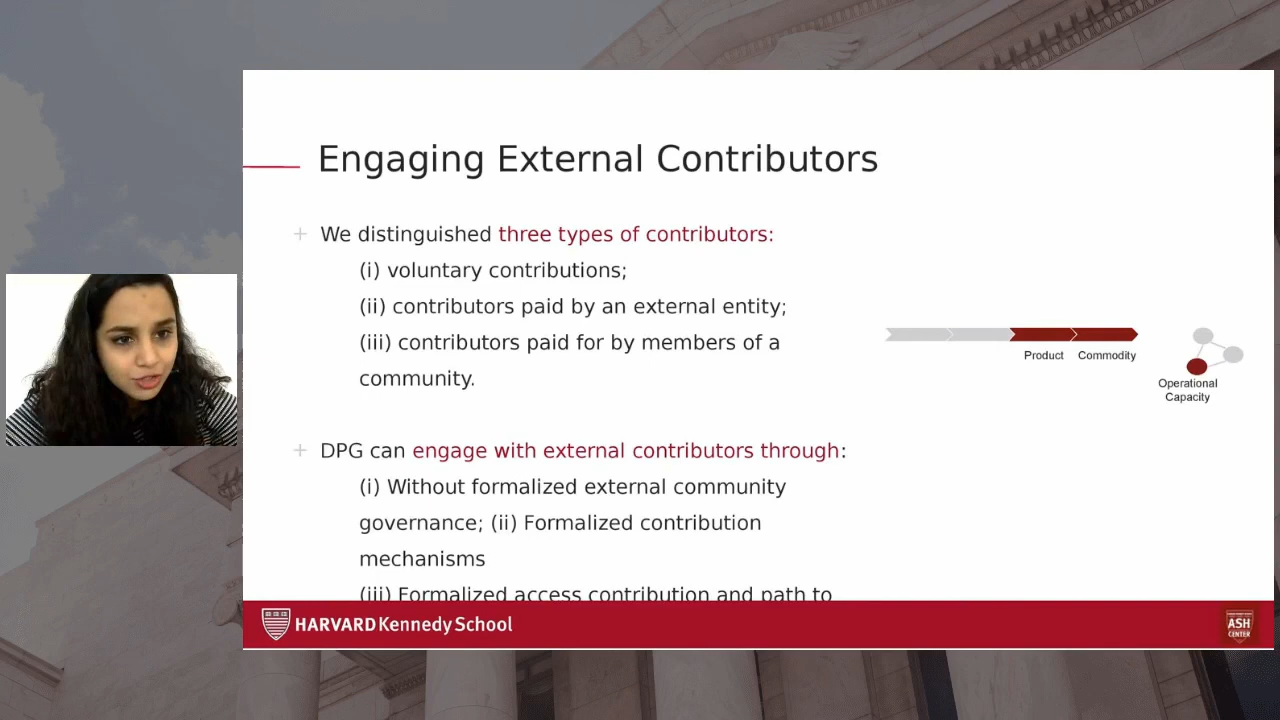 Engaging External Contributors
+ We distinguished three types of contributors:
(i) voluntary contributions;
(ii) contributors paid by an external entity;
(iii) contributors paid for by members of a
community.
+ DPG can engage with external contributors through:
(i) Without formalized external community
governance; (ii) Formalized contribution
mechanisms
(iii) Formalized access contribution and path to
Product Commodity
Operational
Capacity
HARVARD Kennedy School
ASH
CENTER